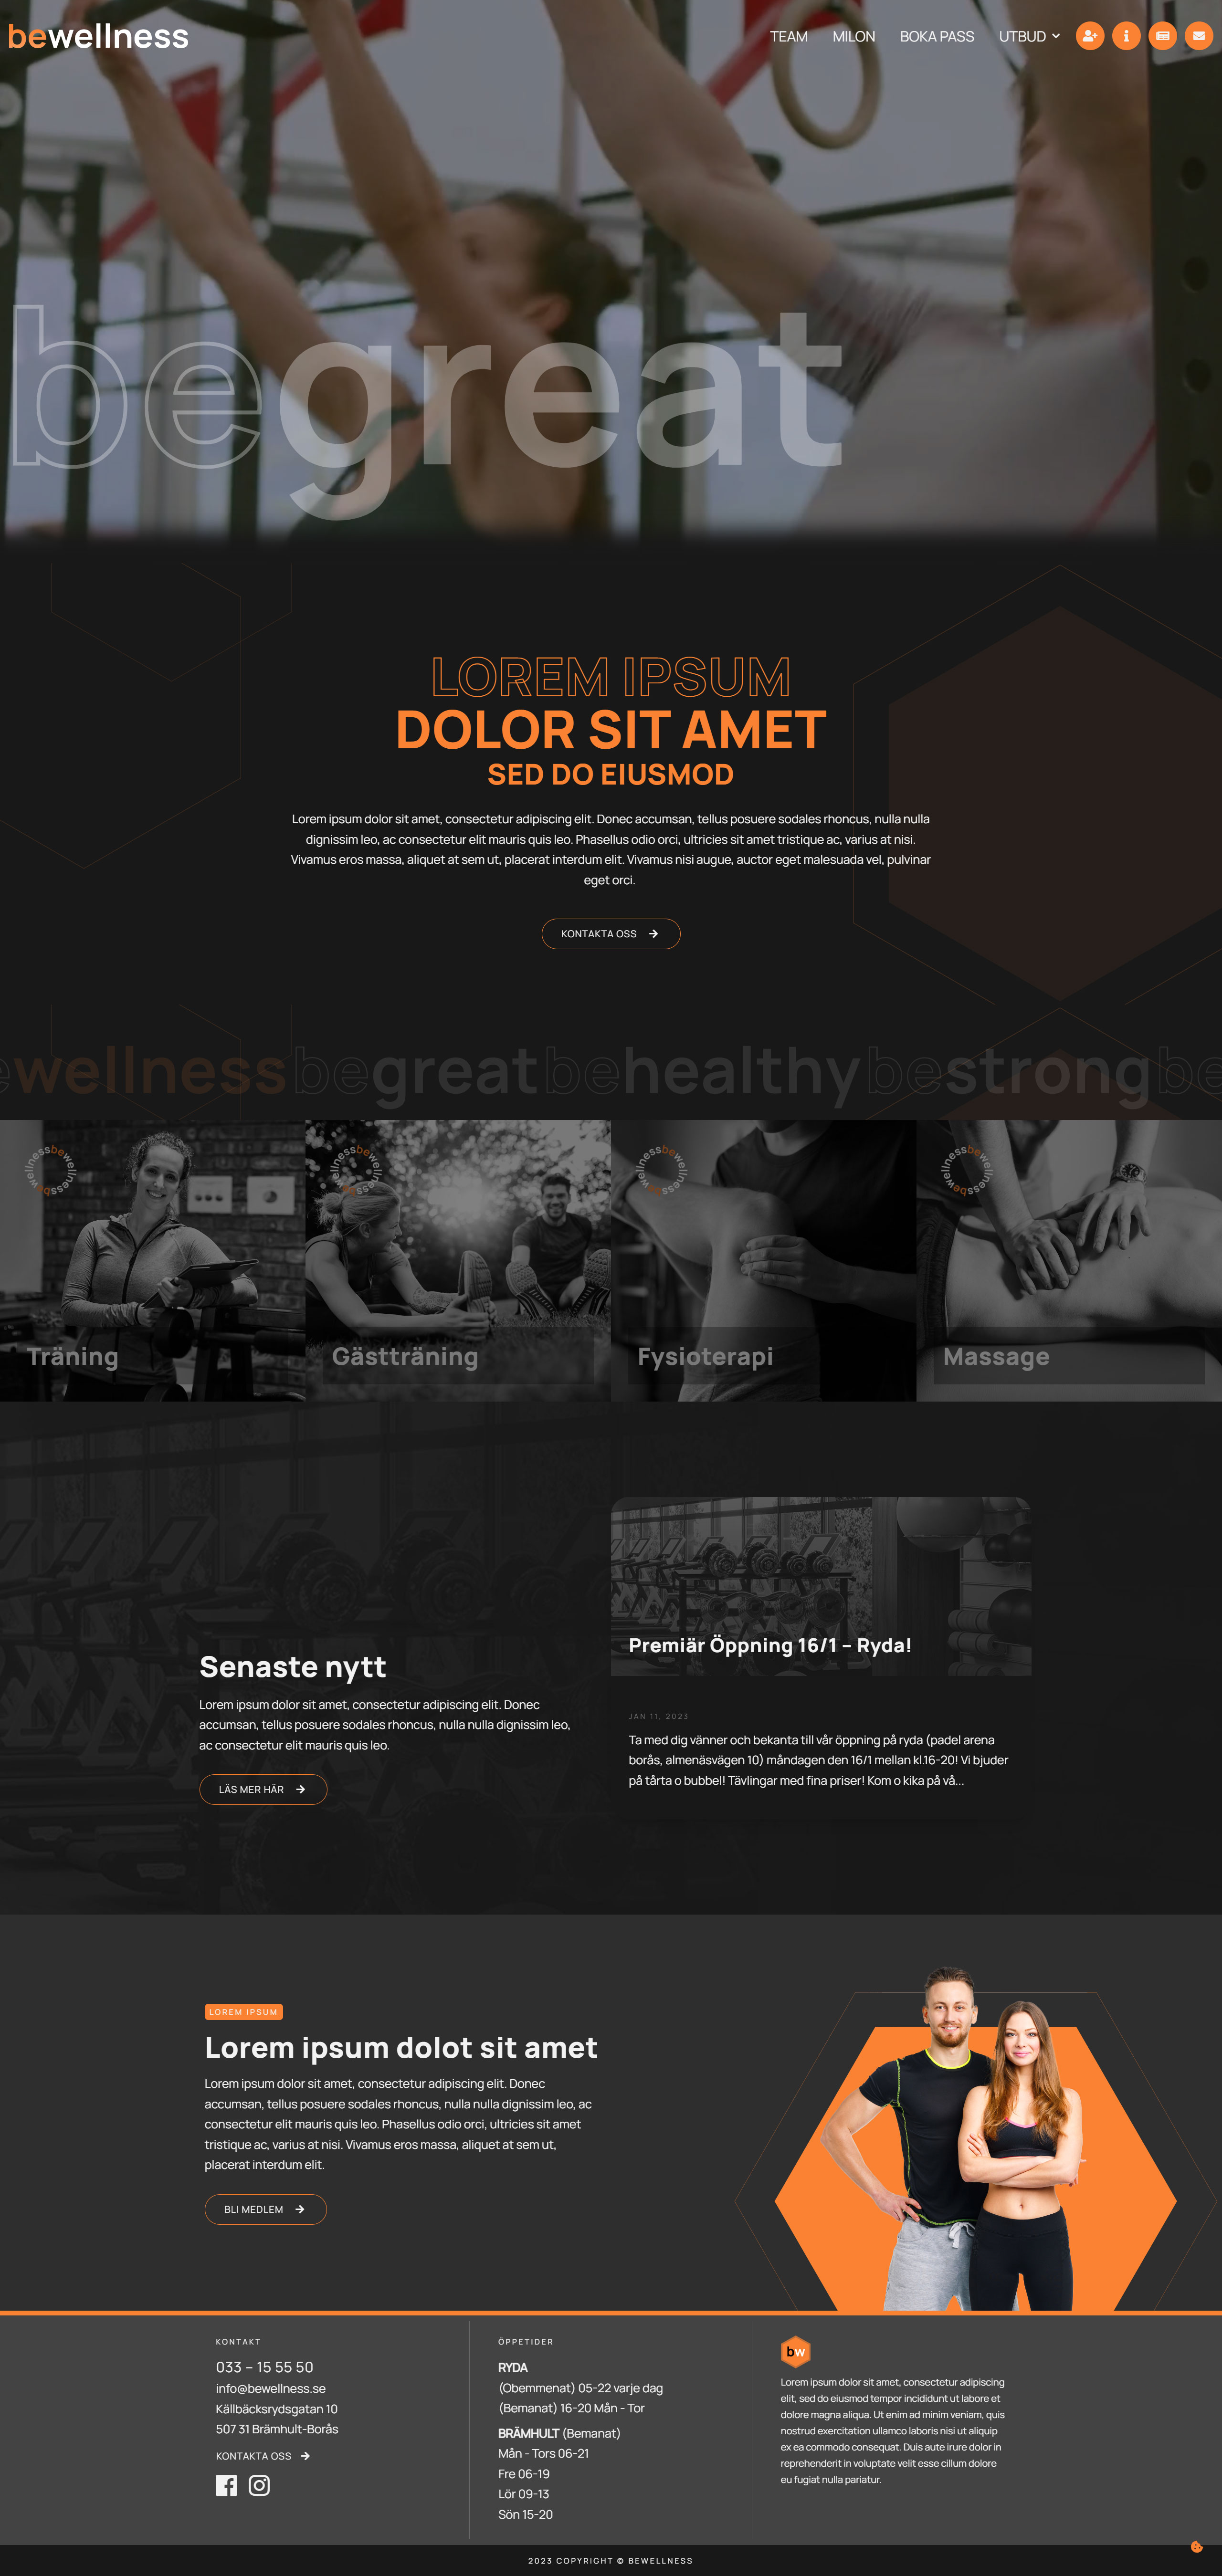 bewellness
TEAM MILON BOKA PASS UTBUD
begreat
LOREM IPSUM
DOLOR SIT AMET
SED DO EIUSMOD
Lorem ipsum dolor sit amet, consectetur adipiscing elit. Donec accumsan, tellus posuere sodales rhoncus, nulla nulla
dignissim leo, ac consectetur elit mauris quis leo. Phasellus odio orci, ultricies sit amet tristique ac, varius at nisi.
Vivamus eros massa, aliquet at sem ut, placerat interdum elit. Vivamus nisi augue, auctor eget malesuada vel, pulvinar
eget orci.
KONTAKTA OSS
ewellnessbegreatbehealthybestrongbe
bewellnessbewellness
bewellnessbewellness
bewellnessbewellness
bewellnessbewellness
Träning
Gästträning
Fysioterapi
Massage
Senaste nytt
Lorem ipsum dolor sit amet, consectetur adipiscing elit. Donec
accumsan, tellus posuere sodales rhoncus, nulla nulla dignissim leo,
ac consectetur elit mauris quis leo.
LÄS MER HÄR
Premiär Öppning 16/1 – Ryda!
JAN 11, 2023
Ta med dig vänner och bekanta till vår öppning på ryda (padel arena
borås, almenäsvägen 10) måndagen den 16/1 mellan kl.16-20! Vi bjuder
på tårta o bubbel! Tävlingar med fina priser! Kom o kika på vå...
LOREM IPSUM
Lorem ipsum dolot sit amet
Lorem ipsum dolor sit amet, consectetur adipiscing elit. Donec
accumsan, tellus posuere sodales rhoncus, nulla nulla dignissim leo, ac
consectetur elit mauris quis leo. Phasellus odio orci, ultricies sit amet
tristique ac, varius at nisi. Vivamus eros massa, aliquet at sem ut,
placerat interdum elit.
BLI MEDLEM
KONTAKT
033 – 15 55 50
info@bewellness.se
Källbäcksrydsgatan 10
507 31 Brämhult-Borås
KONTAKTA OSS
ÖPPETIDER
RYDA
(Obemmenat) 05-22 varje dag
(Bemanat) 16-20 Mån - Tor
BRÄMHULT (Bemanat)
Mån - Tors 06-21
Fre 06-19
Lör 09-13
Sön 15-20
bw
Lorem ipsum dolor sit amet, consectetur adipiscing
elit, sed do eiusmod tempor incididunt ut labore et
dolore magna aliqua. Ut enim ad minim veniam, quis
nostrud exercitation ullamco laboris nisi ut aliquip
ex ea commodo consequat. Duis aute irure dolor in
reprehenderit in voluptate velit esse cillum dolore
eu fugiat nulla pariatur.
2023 COPYRIGHT © BEWELLNESS